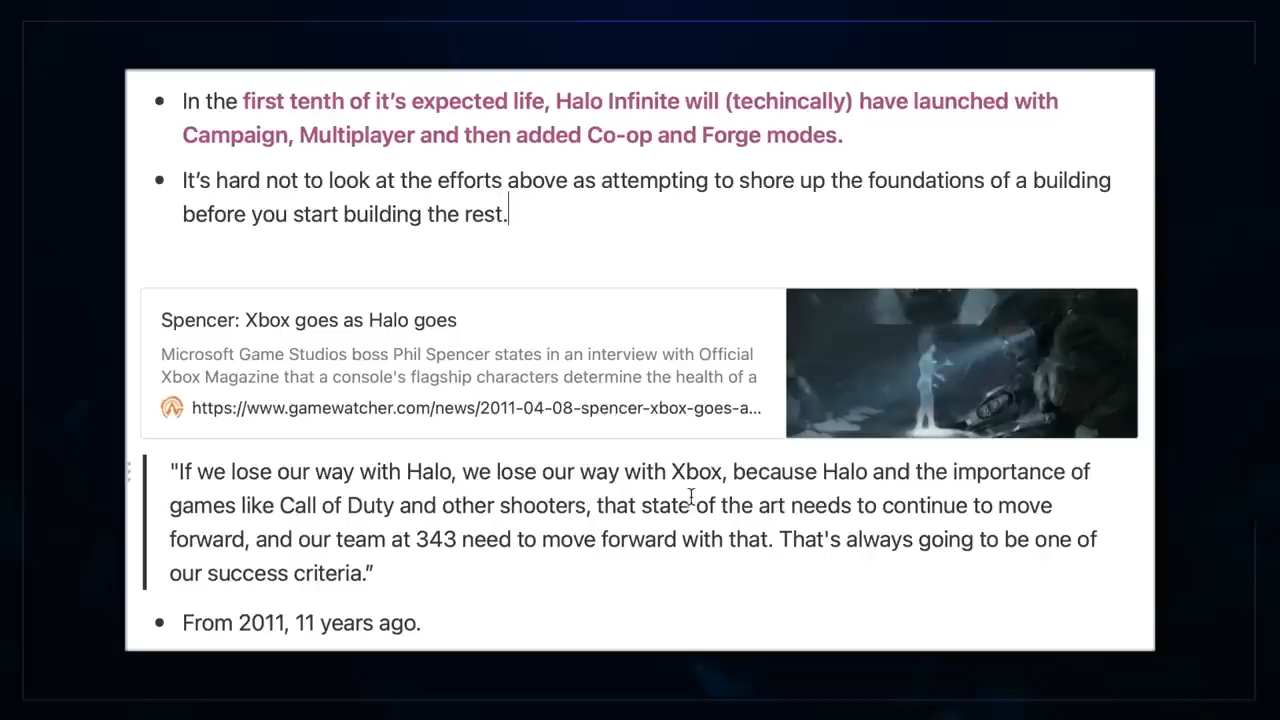 In the first tenth of it’s expected life, Halo Infinite will (techincally) have launched with
Campaign, Multiplayer and then added Co-op and Forge modes.
It’s hard not to look at the efforts above as attempting to shore up the foundations of a building
before you start building the rest.
Spencer: Xbox goes as Halo goes
Microsoft Game Studios boss Phil Spencer states in an interview with Official
Xbox Magazine that a console's flagship characters determine the health of a
https://www.gamewatcher.com/news/2011-04-08-spencer-xbox-goes-a...
"If we lose our way with Halo, we lose our way with Xbox, because Halo and the importance of
games like Call of Duty and other shooters, that state of the art needs to continue to move
forward, and our team at 343 need to move forward with that. That's always going to be one of
our success criteria.”
From 2011, 11 years ago.